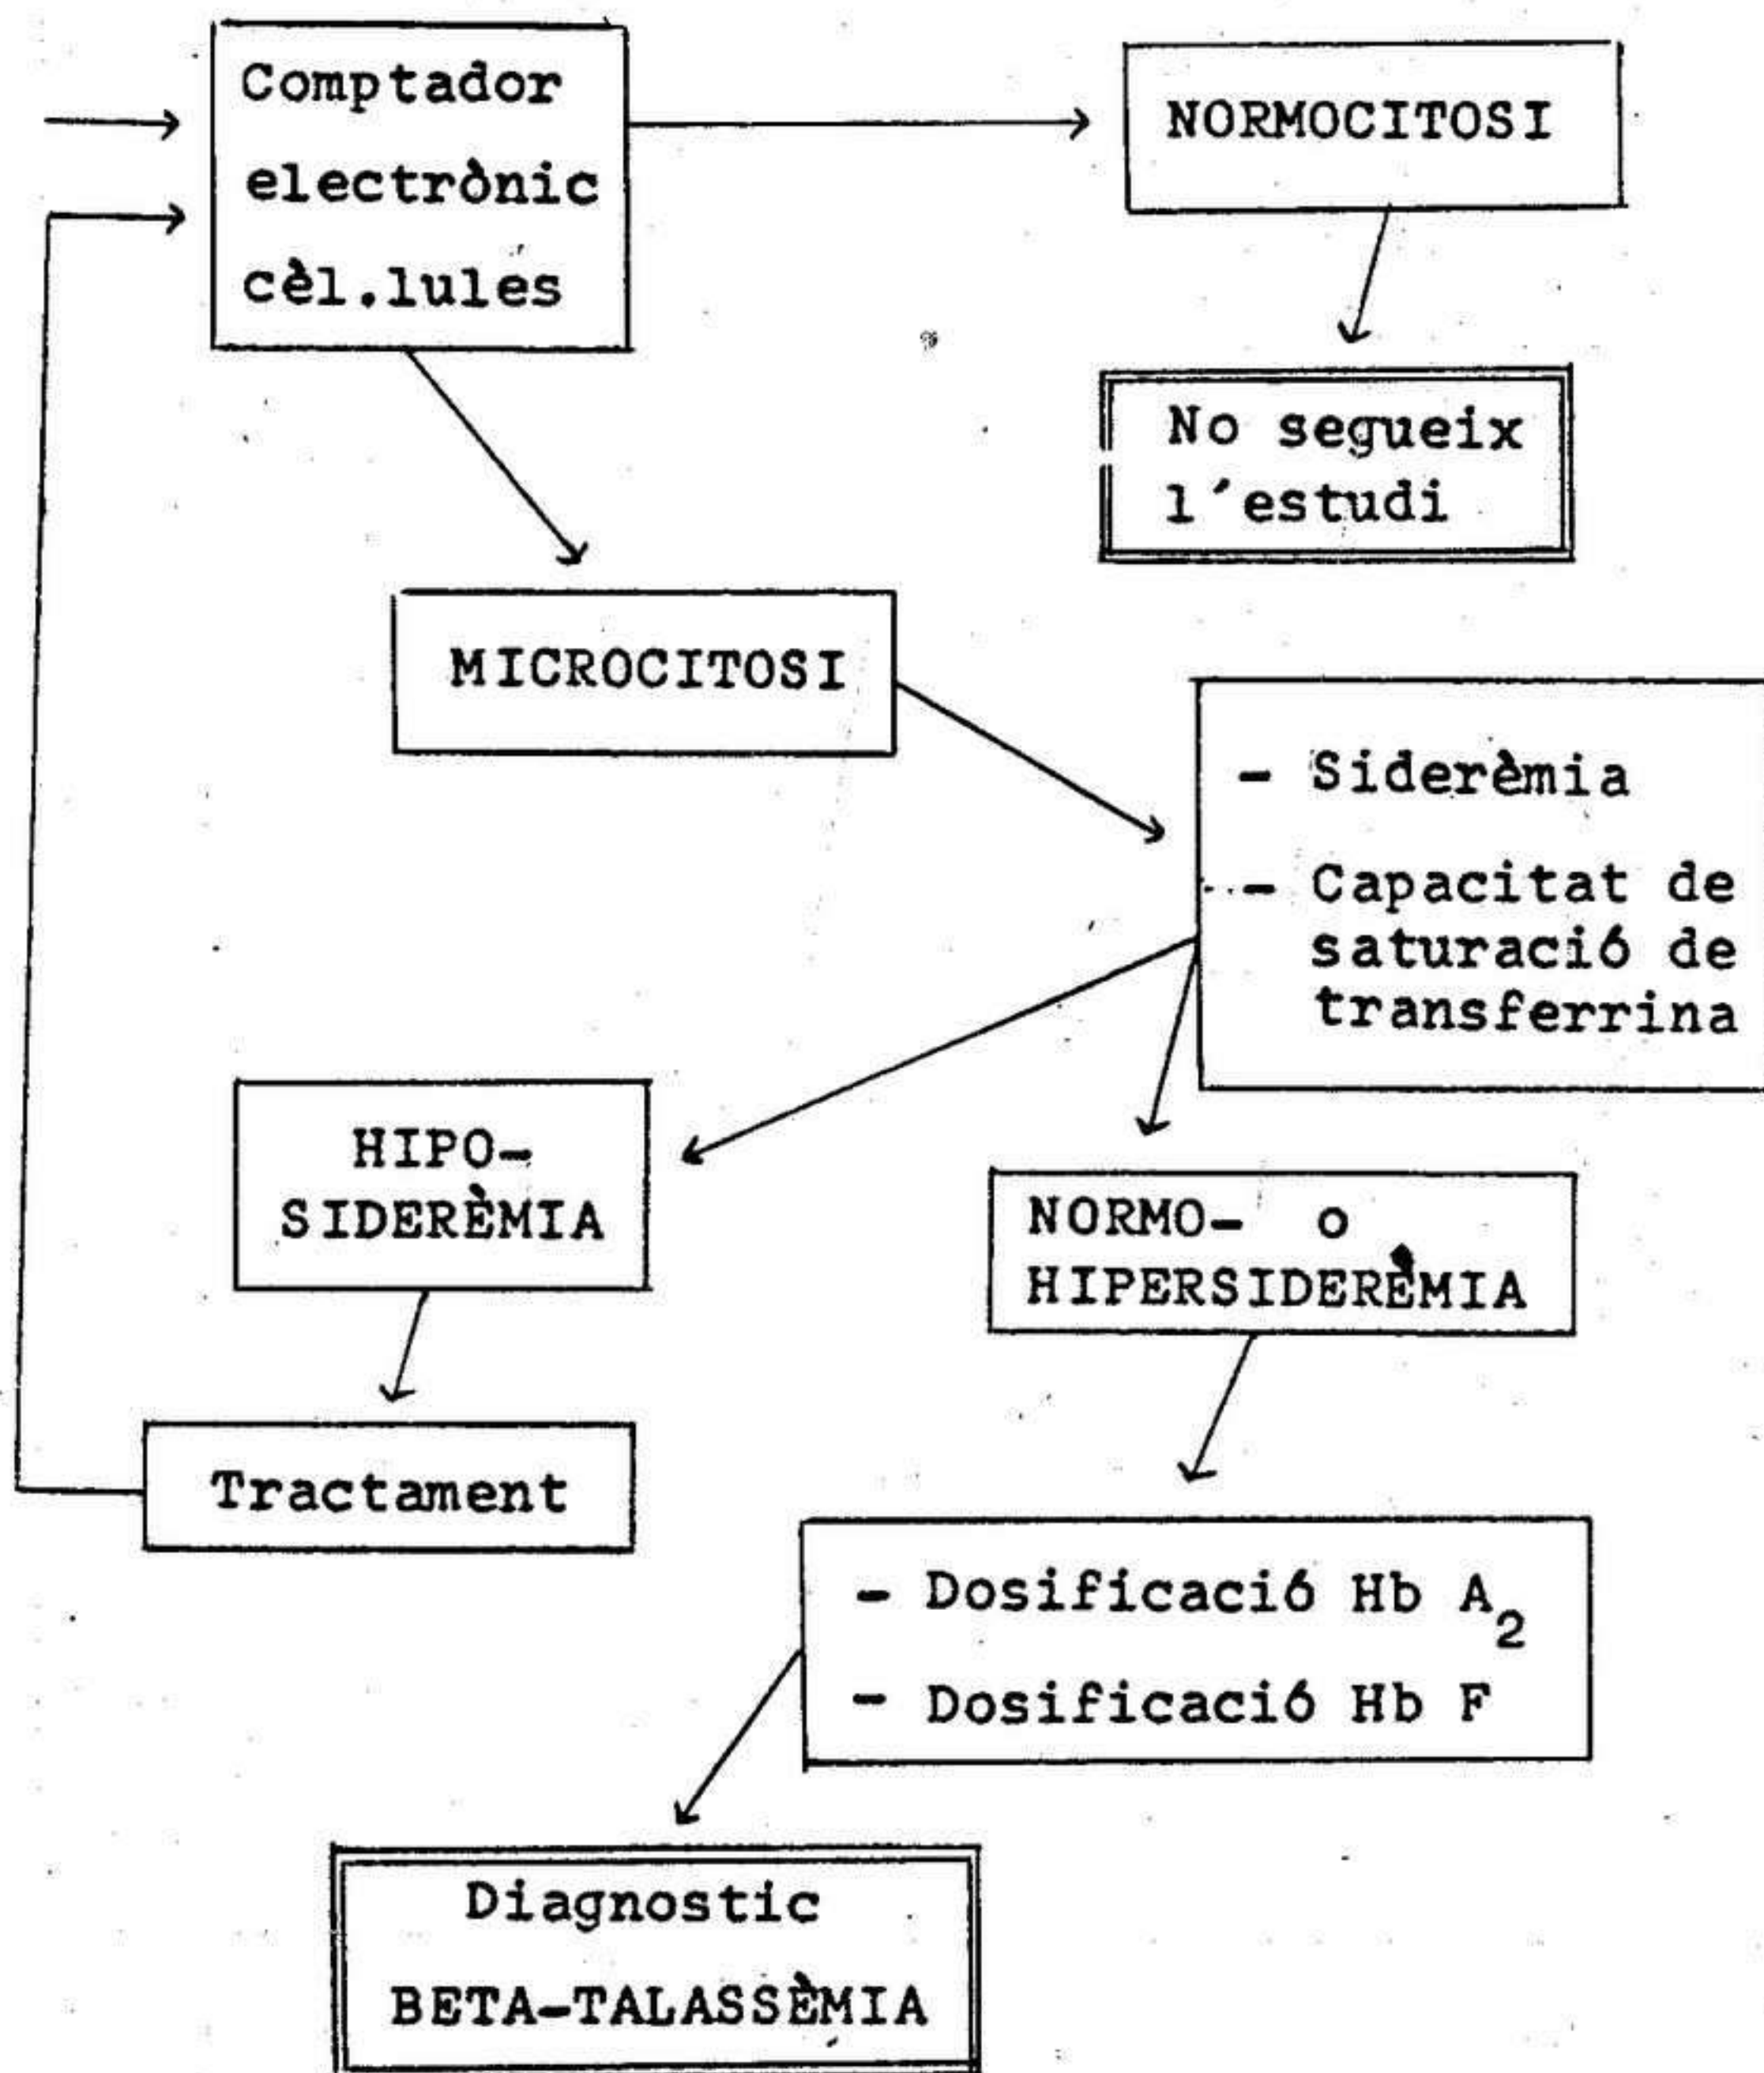 Comptador
electrònic
cèl.lules
NORMOCITOSI
No segueix
l´estudi
MICROCITOSI
- Siderèmia
- Capacitat de
saturació de
transferrina
HIPO-
SIDERÈMIA
NORMO- o
HIPERSIDERÈMIA
Tractament
- Dosificació Hb A₂
- Dosificació Hb F
Diagnostic
BETA-TALASSÈMIA